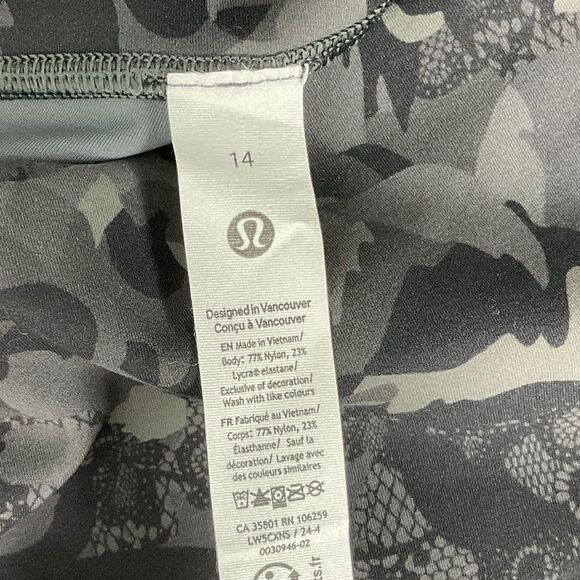 14
Designed in Vancouver
Conçu à Vancouver
EN Made in Vietnam/
Body: 77% Nylon, 23%
Lycra® elastane/
Exclusive of decoration/
Wash with like colours
FR Fabriqué au Vietnam/
Corps: 77% Nylon, 23%
Élasthanne/ Sauf la
décoration/ Lavage avec
des couleurs similaires
CA 35801 RN 106259
LW5CXNS / 24-4
0030946-02